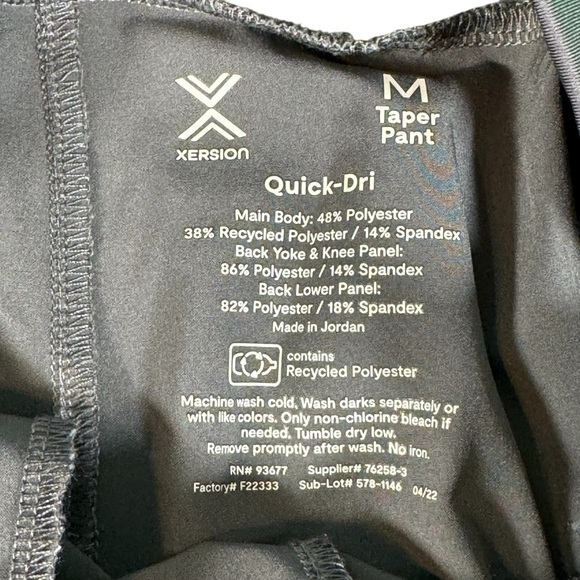 XERSION
M
Taper
Pant
Quick-Dri
Main Body: 48% Polyester
38% Recycled Polyester / 14% Spandex
Back Yoke & Knee Panel:
86% Polyester / 14% Spandex
Back Lower Panel:
82% Polyester / 18% Spandex
Made in Jordan
contains
Recycled Polyester
Machine wash cold. Wash darks separately or
with like colors. Only non-chlorine bleach if
needed. Tumble dry low.
Remove promptly after wash. No iron.
RN# 93677 Supplier# 76258-3
Factory# F22333 Sub-Lot# 578-1146 04/22